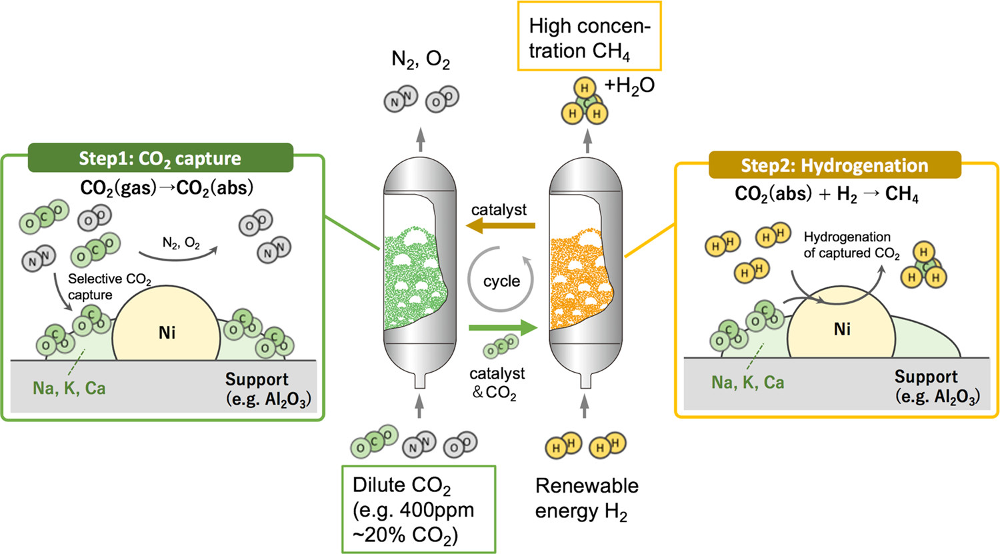 High concen-
tration CH₄
N₂, O₂
N N O O
H
C
H H
+H₂O
Step1: CO₂ capture
CO₂(gas)→CO₂(abs)
O C O
O O
N N
O C O
N₂, O₂
O O
N N
Selective CO₂
capture
C
O O
C
O O
Ni
C
O O
C
O O
Na, K, Ca
Support
(e.g. Al₂O₃)
catalyst
cycle
O C O
catalyst
& CO₂
Step2: Hydrogenation
CO₂(abs) + H₂ → CH₄
H H
H H
H H
Hydrogenation
of captured CO₂
H
C
H H
C
O O
C
O O
Ni
Na, K, Ca
Support
(e.g. Al₂O₃)
O C O N N O O
Dilute CO₂
(e.g. 400ppm
~20% CO₂)
H H H H
Renewable
energy H₂